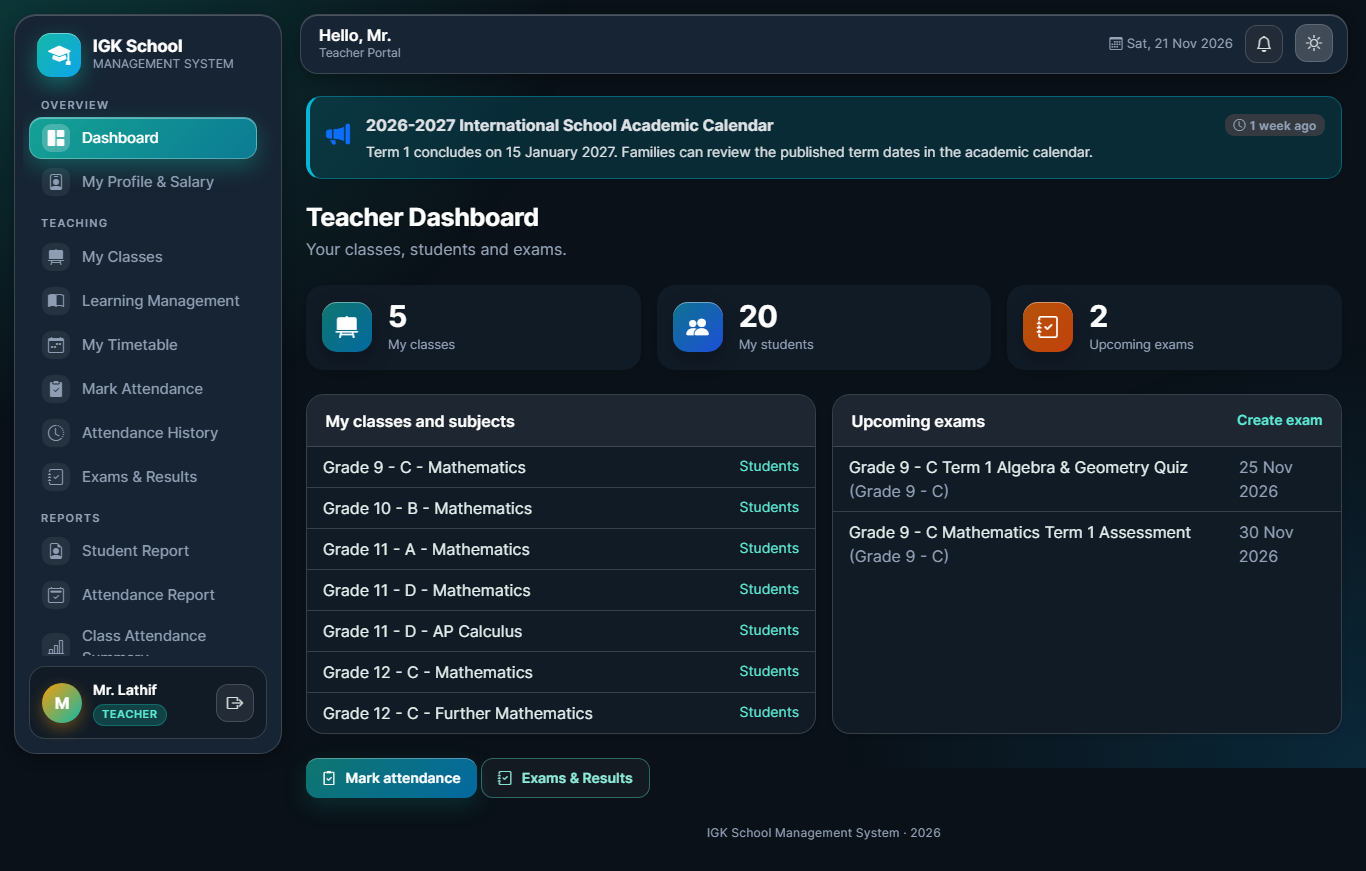 IGK School
MANAGEMENT SYSTEM
OVERVIEW
Dashboard
My Profile & Salary
TEACHING
My Classes
Learning Management
My Timetable
Mark Attendance
Attendance History
Exams & Results
REPORTS
Student Report
Attendance Report
Class Attendance
Summary
M
Mr. Lathif
TEACHER
Hello, Mr.
Teacher Portal
Sat, 21 Nov 2026
2026-2027 International School Academic Calendar
1 week ago
Term 1 concludes on 15 January 2027. Families can review the published term dates in the academic calendar.
Teacher Dashboard
Your classes, students and exams.
5
My classes
20
My students
2
Upcoming exams
My classes and subjects
Grade 9 - C - Mathematics Students
Grade 10 - B - Mathematics Students
Grade 11 - A - Mathematics Students
Grade 11 - D - Mathematics Students
Grade 11 - D - AP Calculus Students
Grade 12 - C - Mathematics Students
Grade 12 - C - Further Mathematics Students
Upcoming exams Create exam
Grade 9 - C Term 1 Algebra & Geometry Quiz 25 Nov
(Grade 9 - C) 2026
Grade 9 - C Mathematics Term 1 Assessment 30 Nov
(Grade 9 - C) 2026
Mark attendance
Exams & Results
IGK School Management System · 2026